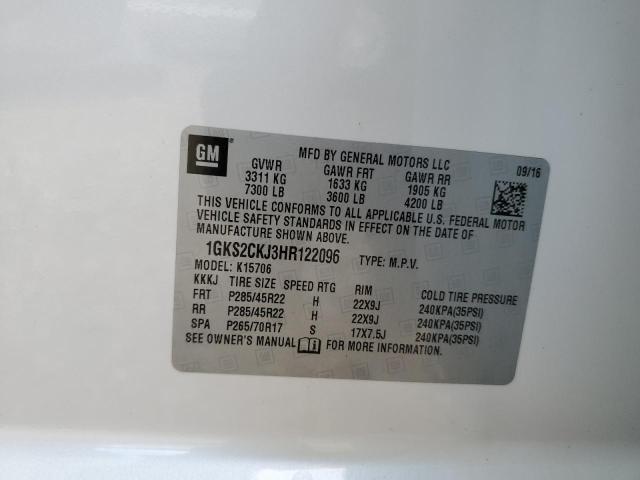 GM
MFD BY GENERAL MOTORS LLC 09/16
GVWR GAWR FRT GAWR RR
3311 KG 1633 KG 1905 KG
7300 LB 3600 LB 4200 LB
THIS VEHICLE CONFORMS TO ALL APPLICABLE U.S. FEDERAL MOTOR
VEHICLE SAFETY STANDARDS IN EFFECT ON THE DATE OF
MANUFACTURE SHOWN ABOVE.
1GKS2CKJ3HR122096 TYPE: M.P.V.
MODEL: K15706
KKKJ TIRE SIZE SPEED RTG RIM COLD TIRE PRESSURE
FRT P285/45R22 H 22X9J 240KPA(35PSI)
RR P285/45R22 H 22X9J 240KPA(35PSI)
SPA P265/70R17 S 17X7.5J 240KPA(35PSI)
SEE OWNER'S MANUAL FOR MORE INFORMATION.